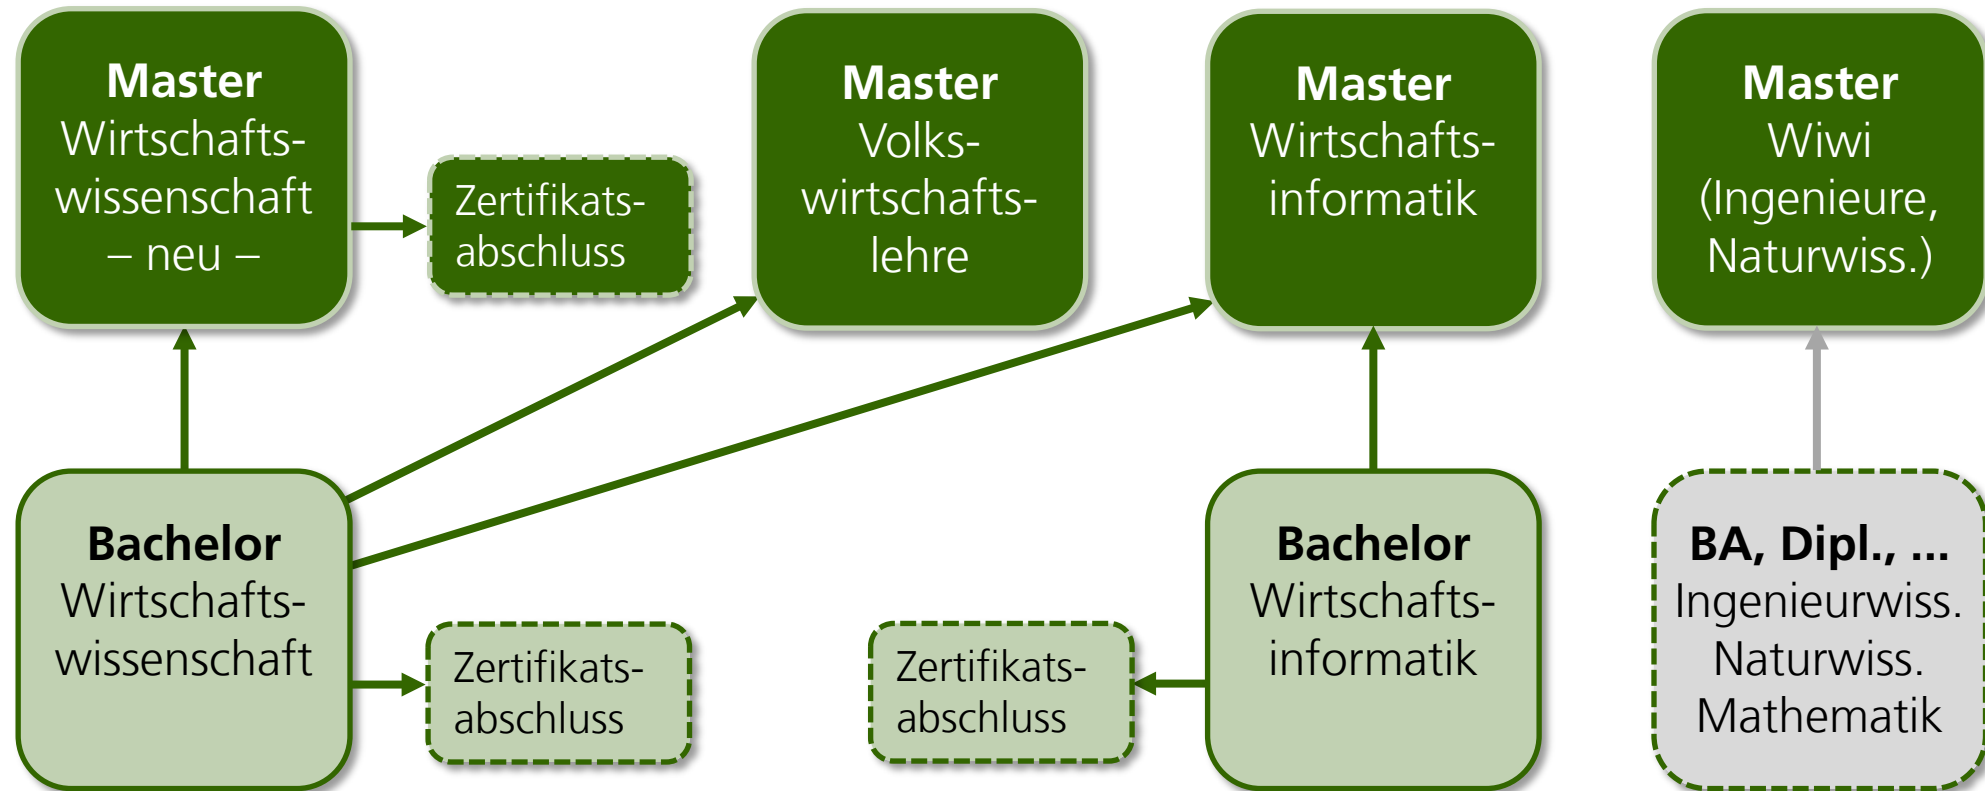 Master
Wirtschafts-
wissenschaft
– neu –
Zertifikats-
abschluss
Master
Volks-
wirtschafts-
lehre
Master
Wirtschafts-
informatik
Master
Wiwi
(Ingenieure,
Naturwiss.)
Bachelor
Wirtschafts-
wissenschaft
Zertifikats-
abschluss
Zertifikats-
abschluss
Bachelor
Wirtschafts-
informatik
BA, Dipl., ...
Ingenieurwiss.
Naturwiss.
Mathematik